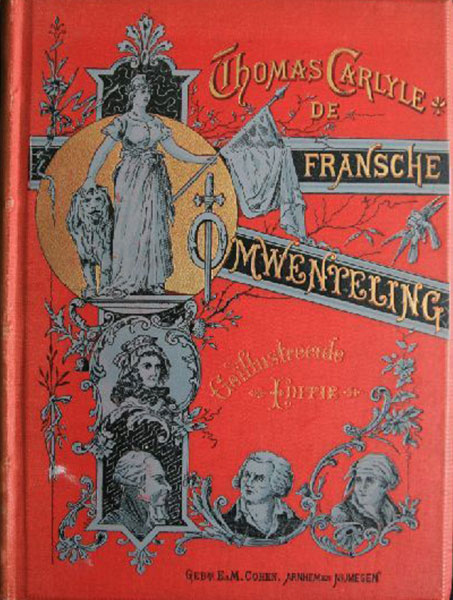 THOMAS CARLYLE
DE
FRANSCHE
OMWENTELING
Geïllustreerde
EDITIE
GEBRS E. & M. COHEN, ARNHEM EN NIJMEGEN